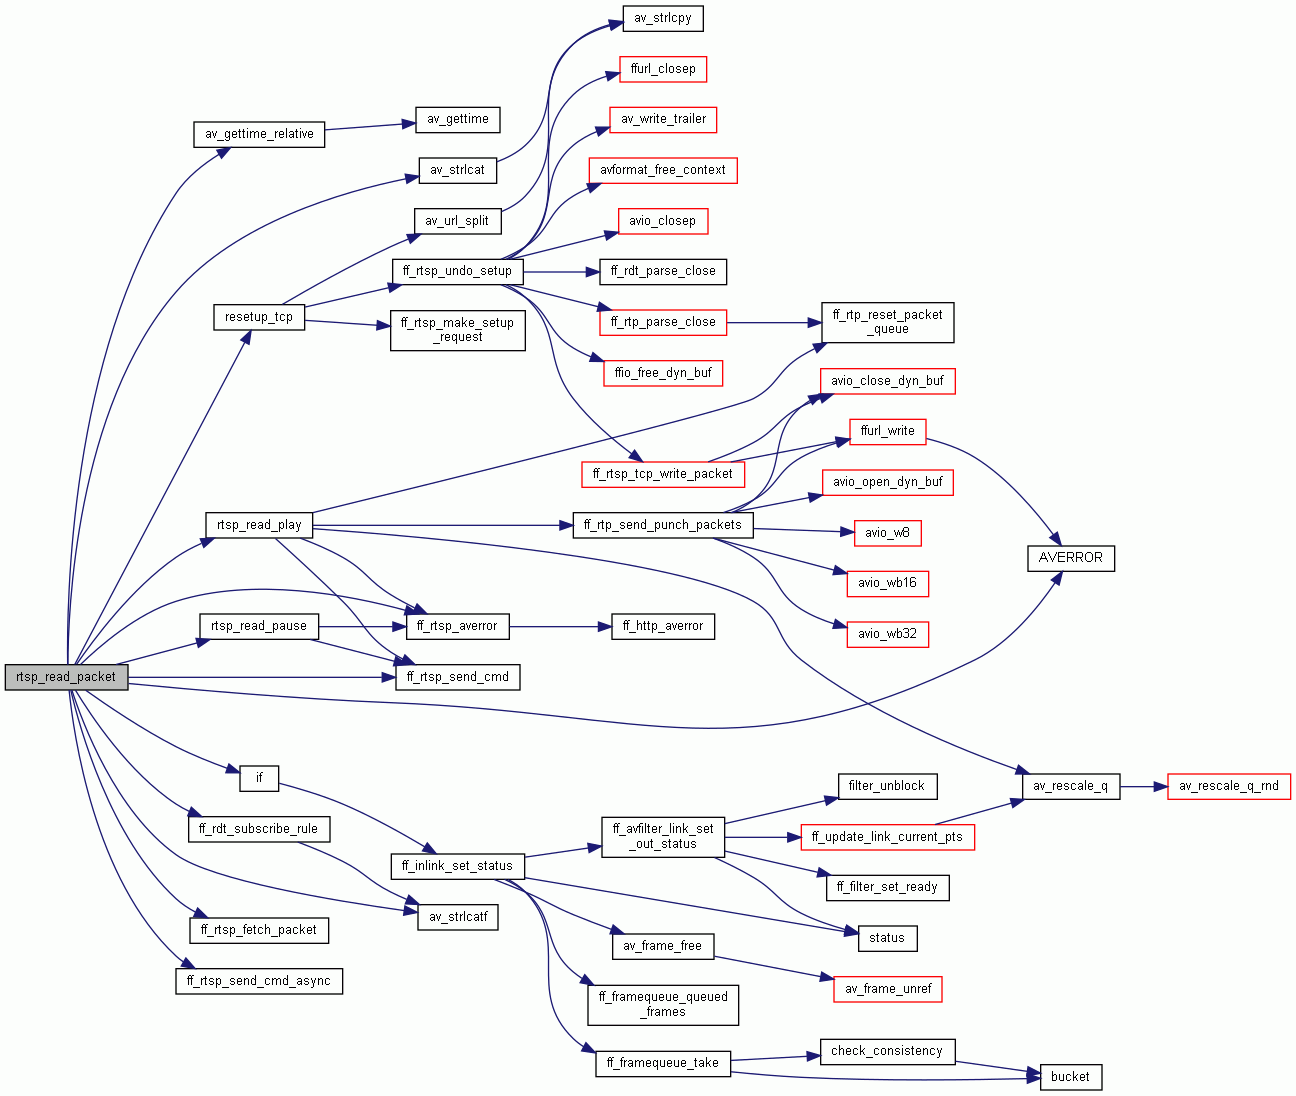 av_strlcpy
ffurl_closep
av_gettime
av_write_trailer
av_gettime_relative
av_strlcat
avformat_free_context
av_url_split
avio_closep
ff_rtsp_undo_setup
ff_rdt_parse_close
resetup_tcp
ff_rtsp_make_setup
_request
ff_rtp_parse_close
ff_rtp_reset_packet
_queue
ffio_free_dyn_buf
avio_close_dyn_buf
ffurl_write
ff_rtsp_tcp_write_packet
avio_open_dyn_buf
rtsp_read_play
ff_rtp_send_punch_packets
avio_w8
AVERROR
avio_wb16
rtsp_read_pause
ff_rtsp_averror
ff_http_averror
avio_wb32
rtsp_read_packet
ff_rtsp_send_cmd
if
filter_unblock
av_rescale_q
av_rescale_q_rnd
ff_rdt_subscribe_rule
ff_avfilter_link_set
_out_status
ff_update_link_current_pts
ff_inlink_set_status
ff_filter_set_ready
av_strlcatf
ff_rtsp_fetch_packet
status
av_frame_free
ff_rtsp_send_cmd_async
av_frame_unref
ff_framequeue_queued
_frames
check_consistency
ff_framequeue_take
bucket